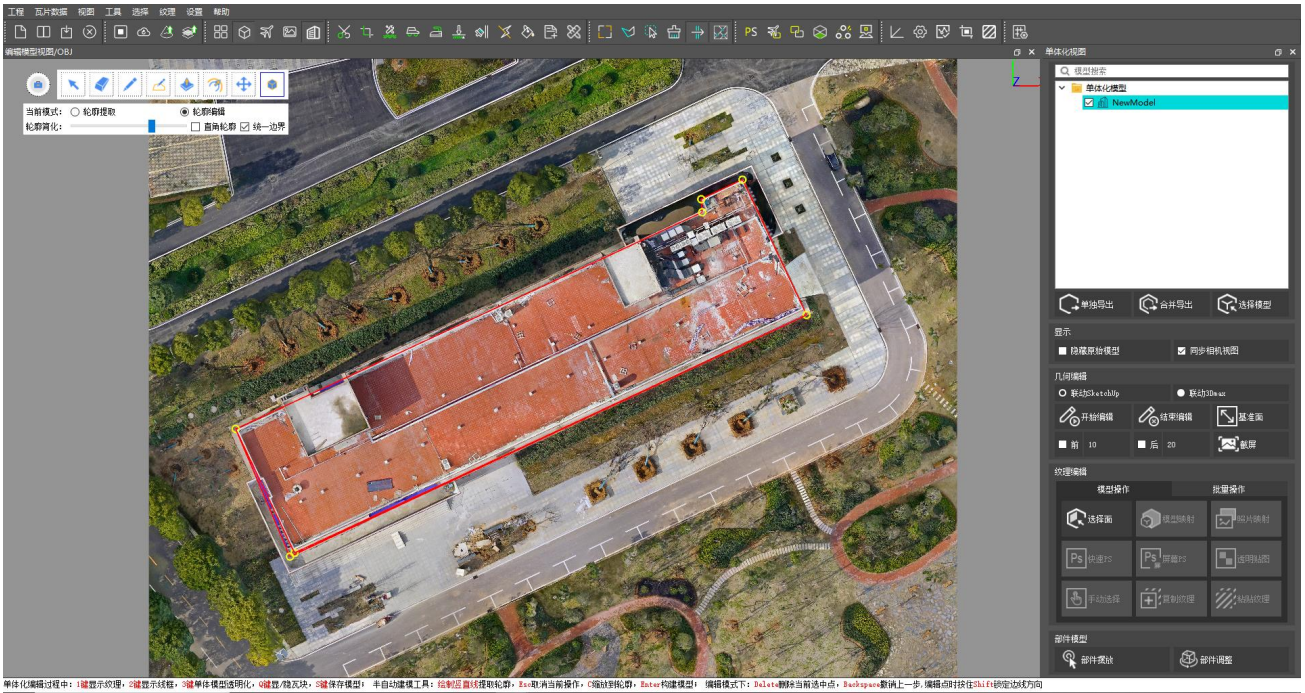 工程 瓦片数据 视图 工具 选择 纹理 设置 帮助
PS
编辑模型视图/OBJ
单体化视图
Z
当前模式： 轮廓提取 轮廓编辑
轮廓简化： 直角轮廓 统一边界
模型搜索
单体化模型
NewModel
单独导出 合并导出 选择模型
显示
隐藏原始模型 同步相机视图
几何编辑
联动SketchUp 联动3Dmax
开始编辑 结束编辑 基准面
前 10 后 20 截屏
纹理编辑
模型操作 批量操作
选择面 模型映射 照片映射
Ps 快速PS Ps 屏幕PS 透明贴图
手动选择 复制纹理 粘贴纹理
部件模型
部件摆放 部件调整
单体化编辑过程中：1键显示纹理，2键显示线框，3键单体模型透明化，Q键显/隐瓦块，S键保存模型； 半自动建模工具：绘制竖直线提取轮廓，Esc取消当前操作，C缩放到轮廓，Enter构建模型； 编辑模式下：Delete删除当前选中点，Backspace撤销上一步，编辑点时按住Shift锁定边线方向